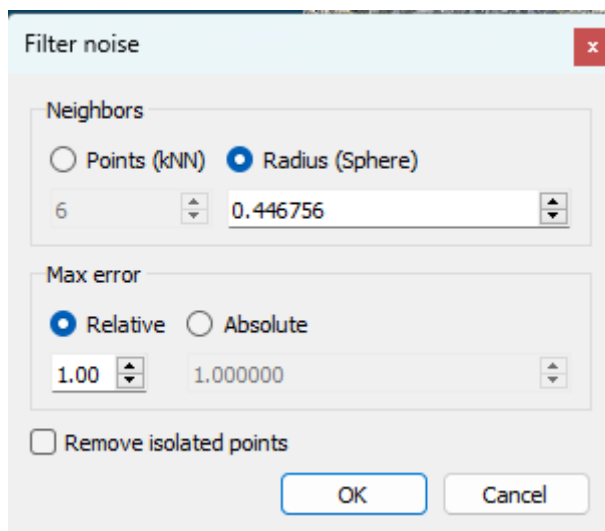 Filter noise
x
Neighbors
Points (kNN) Radius (Sphere)
6 0.446756
Max error
Relative Absolute
1.00 1.000000
Remove isolated points
OK Cancel